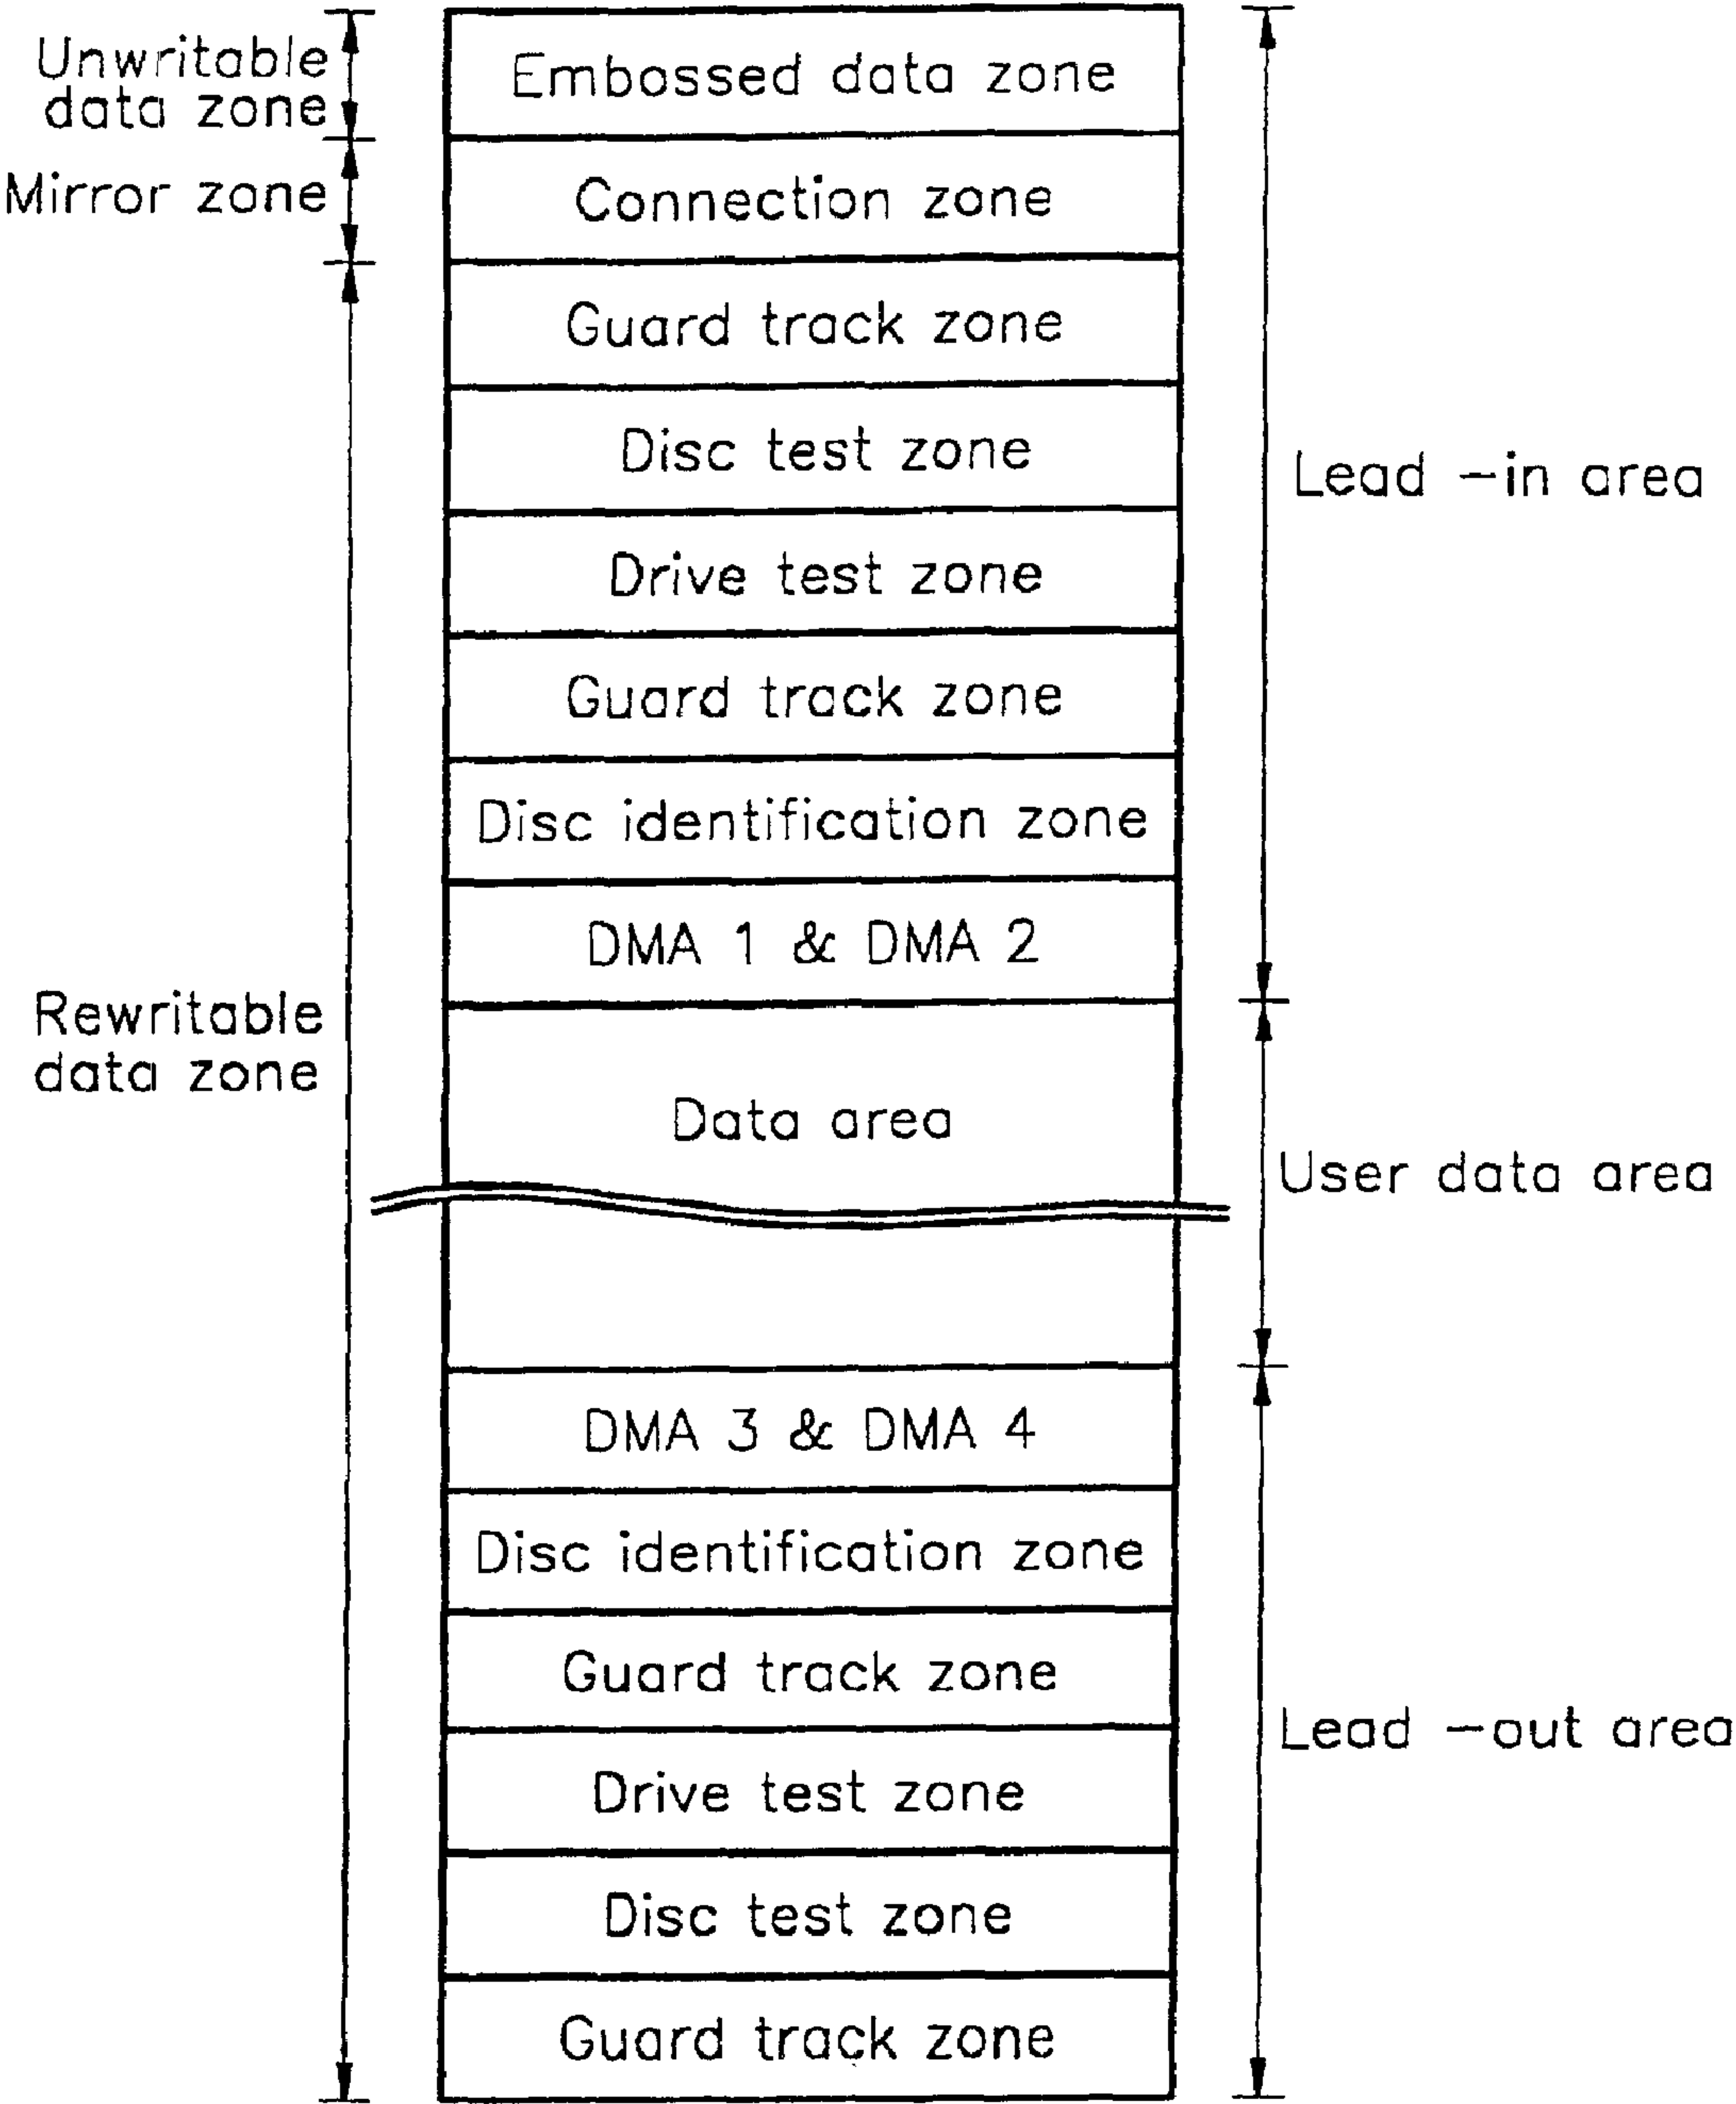 Unwritable
data zone
Embossed data zone
Mirror zone
Connection zone
Guard track zone
Disc test zone
Lead -in area
Drive test zone
Guard track zone
Disc identification zone
DMA 1 & DMA 2
Rewritable
data zone
Data area
User data area
DMA 3 & DMA 4
Disc identification zone
Guard track zone
Lead -out area
Drive test zone
Disc test zone
Guard track zone